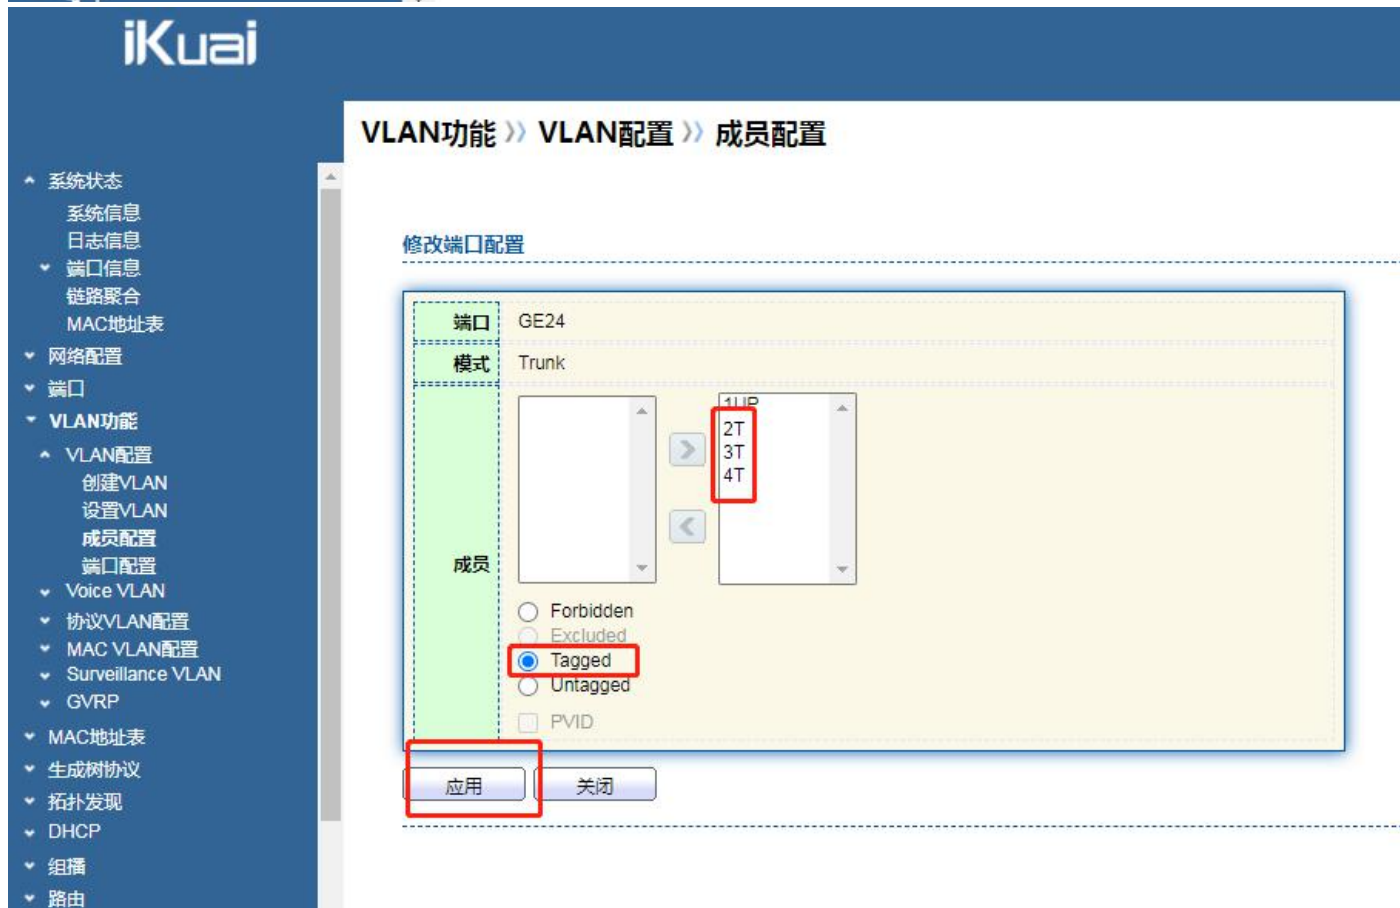 iKuai
VLAN功能 》 VLAN配置 》 成员配置
系统状态
系统信息
日志信息
端口信息
链路聚合
MAC地址表
网络配置
端口
VLAN功能
VLAN配置
创建VLAN
设置VLAN
成员配置
端口配置
Voice VLAN
协议VLAN配置
MAC VLAN配置
Surveillance VLAN
GVRP
MAC地址表
生成树协议
拓扑发现
DHCP
组播
路由
修改端口配置
端口 GE24
模式 Trunk
成员
1UP
2T
3T
4T
Forbidden
Excluded
Tagged
Untagged
PVID
应用 关闭